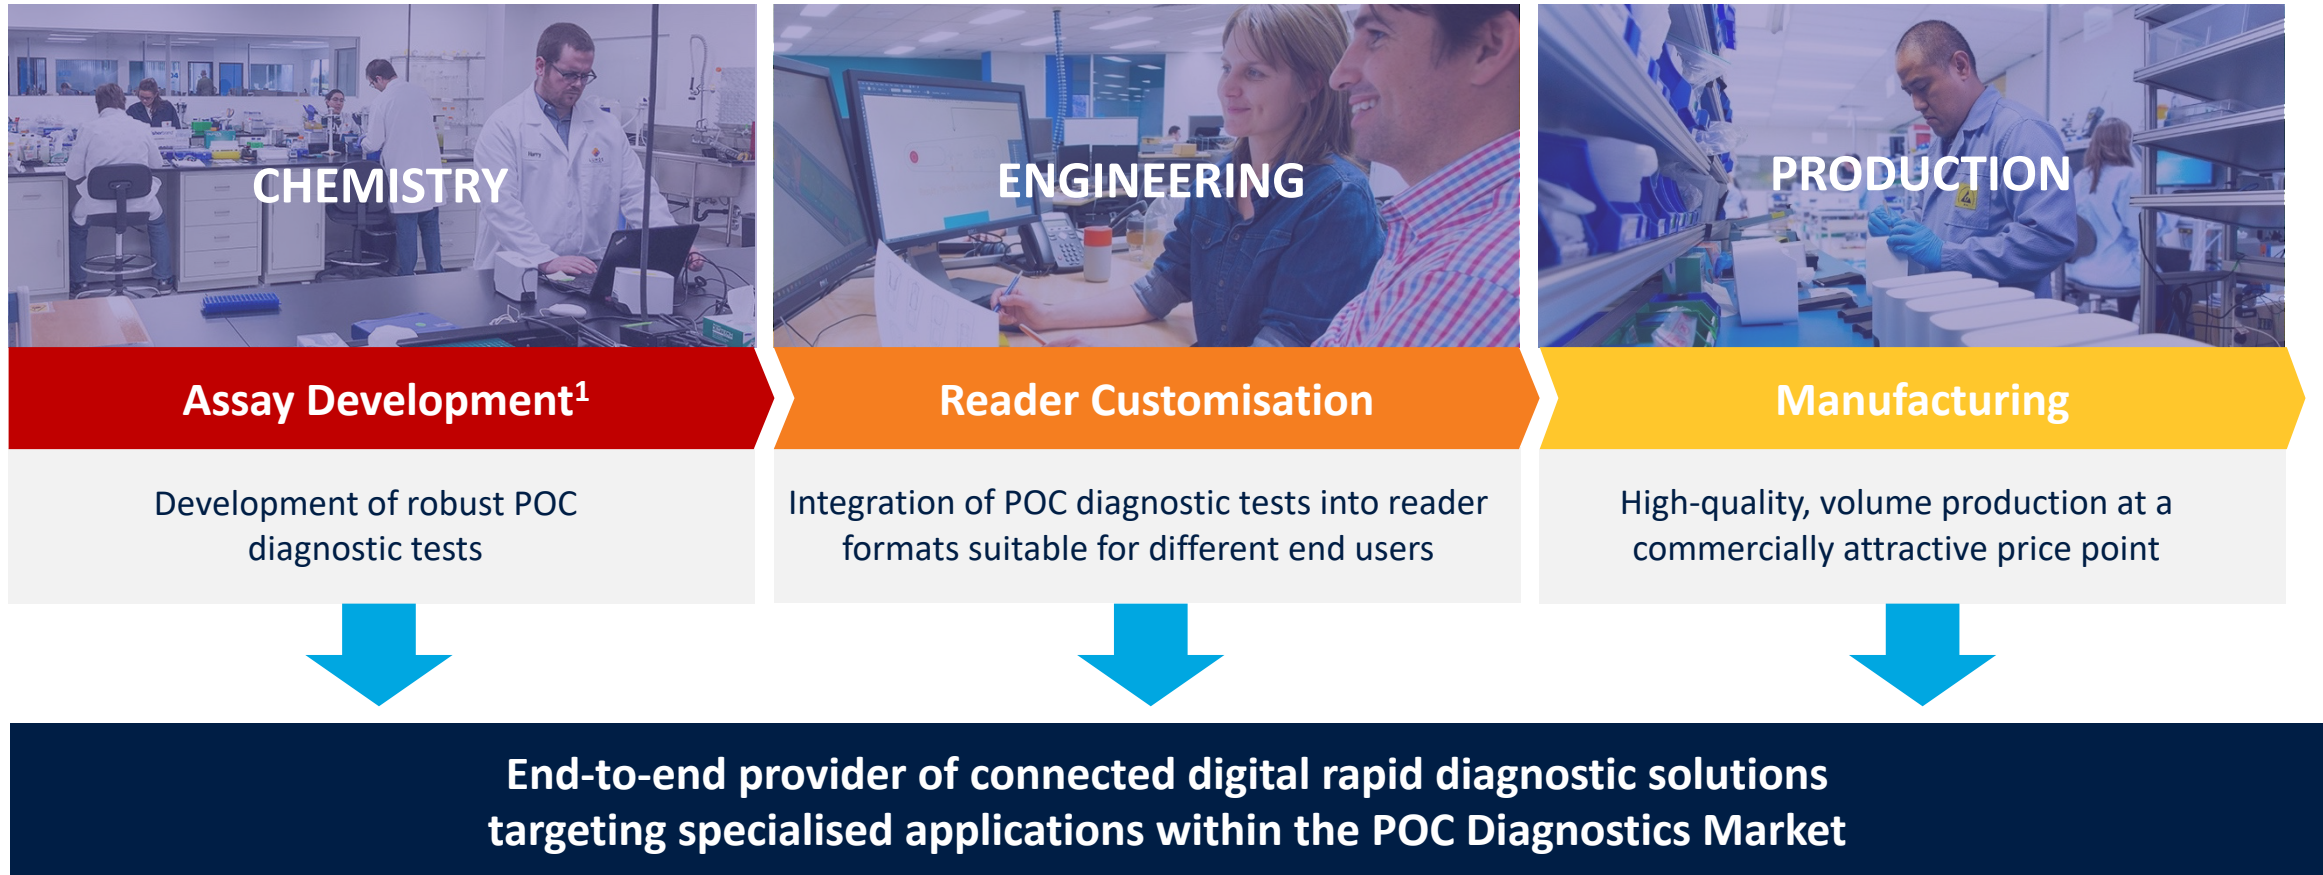 CHEMISTRY
ENGINEERING
PRODUCTION
Assay Development¹
Reader Customisation
Manufacturing
Development of robust POC
diagnostic tests
Integration of POC diagnostic tests into reader
formats suitable for different end users
High-quality, volume production at a
commercially attractive price point
End-to-end provider of connected digital rapid diagnostic solutions
targeting specialised applications within the POC Diagnostics Market